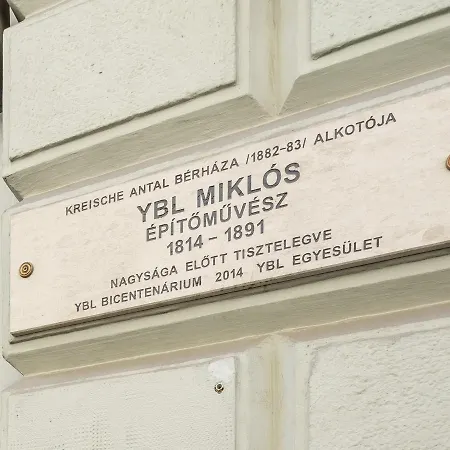 KREISCHE ANTAL BÉRHÁZA /1882-83/ ALKOTÓJA
YBL MIKLÓS
ÉPÍTŐMŰVÉSZ
1814 - 1891
NAGYSÁGA ELŐTT TISZTELEGVE
YBL BICENTENÁRIUM 2014 YBL EGYESÜLET